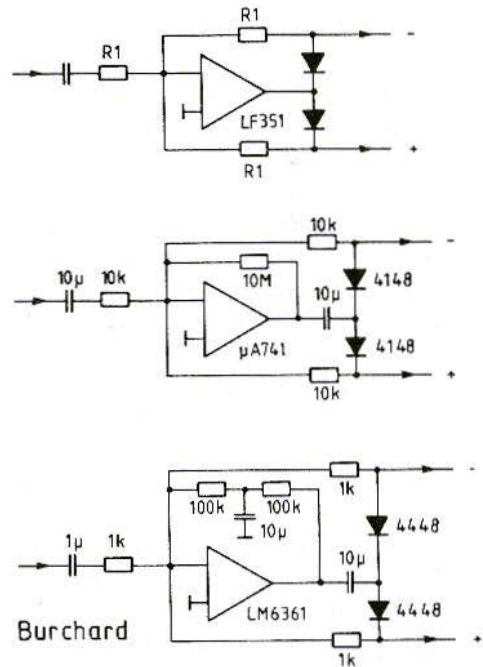 R1
-
R1
LF351
R1
+
10k
-
10µ 10k
10M
10µ
4148
µA741
4148
10k
+
1k
-
100k 100k
10µ
1µ 1k
10µ
4448
LM6361
4448
Burchard
1k
+